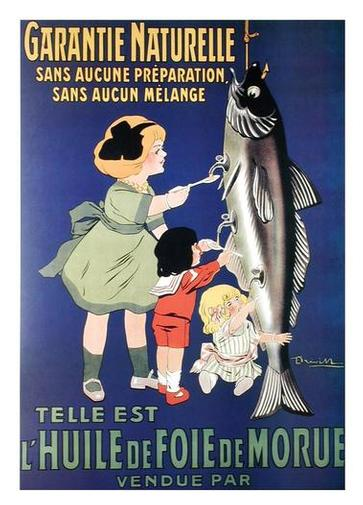 GARANTIE NATURELLE
SANS AUCUNE PRÉPARATION,
SANS AUCUN MÉLANGE
TELLE EST
L'HUILE DE FOIE DE MORUE
VENDUE PAR